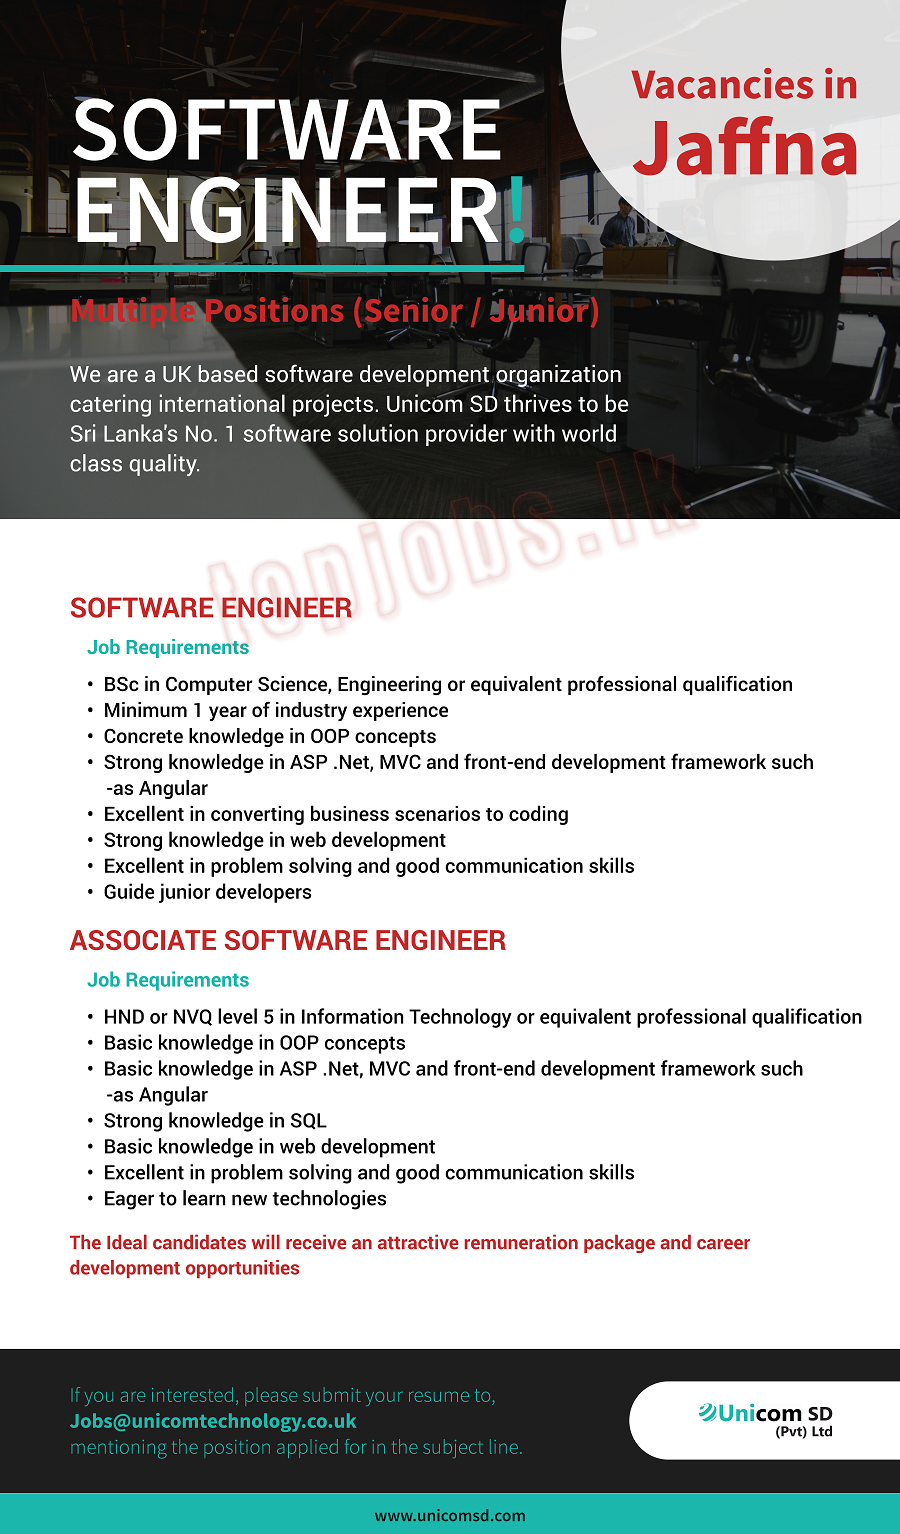 Vacancies in
Jaffna
SOFTWARE
ENGINEER!
Multiple Positions (Senior / Junior)
We are a UK based software development organization
catering international projects. Unicom SD thrives to be
Sri Lanka's No. 1 software solution provider with world
class quality.
topjobs.lk
SOFTWARE ENGINEER
Job Requirements
• BSc in Computer Science, Engineering or equivalent professional qualification
• Minimum 1 year of industry experience
• Concrete knowledge in OOP concepts
• Strong knowledge in ASP .Net, MVC and front-end development framework such
-as Angular
• Excellent in converting business scenarios to coding
• Strong knowledge in web development
• Excellent in problem solving and good communication skills
• Guide junior developers
ASSOCIATE SOFTWARE ENGINEER
Job Requirements
• HND or NVQ level 5 in Information Technology or equivalent professional qualification
• Basic knowledge in OOP concepts
• Basic knowledge in ASP .Net, MVC and front-end development framework such
-as Angular
• Strong knowledge in SQL
• Basic knowledge in web development
• Excellent in problem solving and good communication skills
• Eager to learn new technologies
The Ideal candidates will receive an attractive remuneration package and career
development opportunities
If you are interested, please submit your resume to,
Jobs@unicomtechnology.co.uk
mentioning the position applied for in the subject line.
Unicom SD
(Pvt) Ltd
www.unicomsd.com